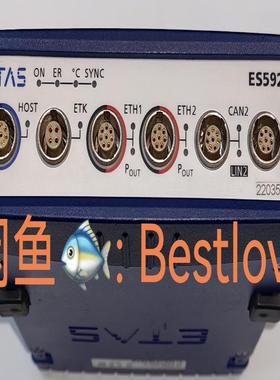 TAS ON ER °C SYNC ES592
HOST ETK ETH1 ETH2 CAN2
POUT POUT LIN2
22035
闲鱼🐟: Bestlov
ETAS